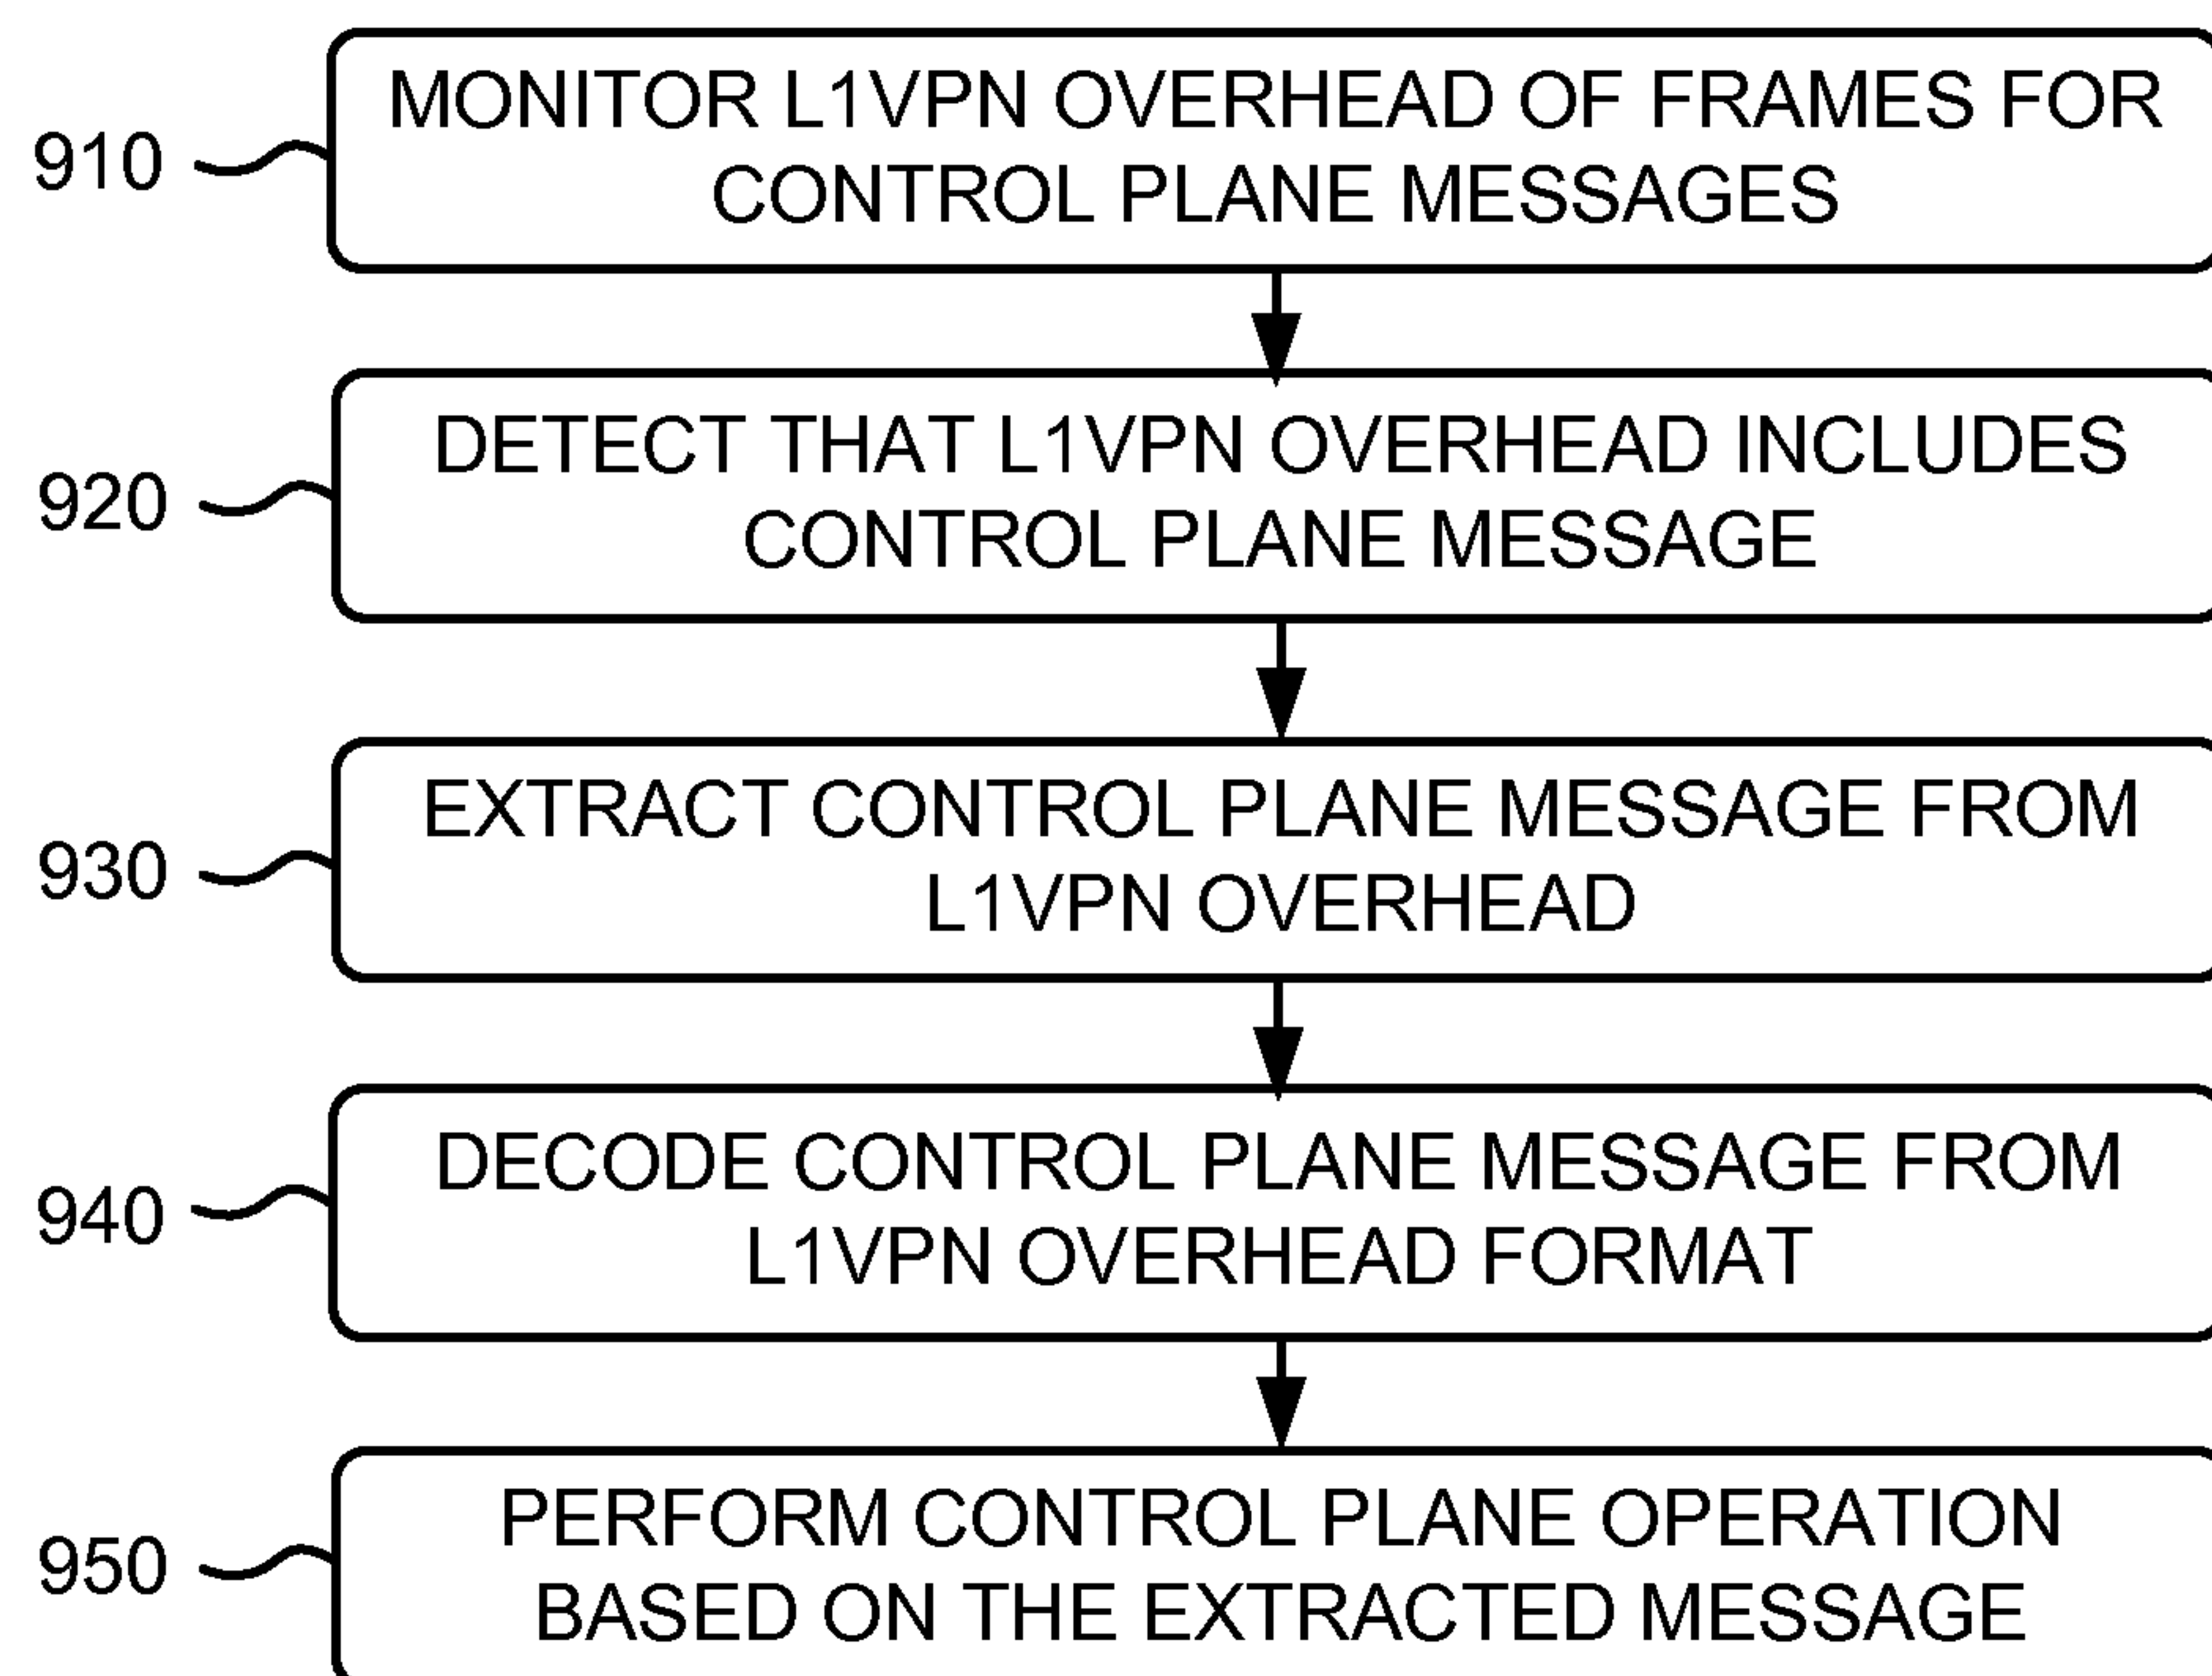 MONITOR L1VPN OVERHEAD OF FRAMES FOR
CONTROL PLANE MESSAGES
910
DETECT THAT L1VPN OVERHEAD INCLUDES
CONTROL PLANE MESSAGE
920
EXTRACT CONTROL PLANE MESSAGE FROM
L1VPN OVERHEAD
930
DECODE CONTROL PLANE MESSAGE FROM
L1VPN OVERHEAD FORMAT
940
PERFORM CONTROL PLANE OPERATION
BASED ON THE EXTRACTED MESSAGE
950